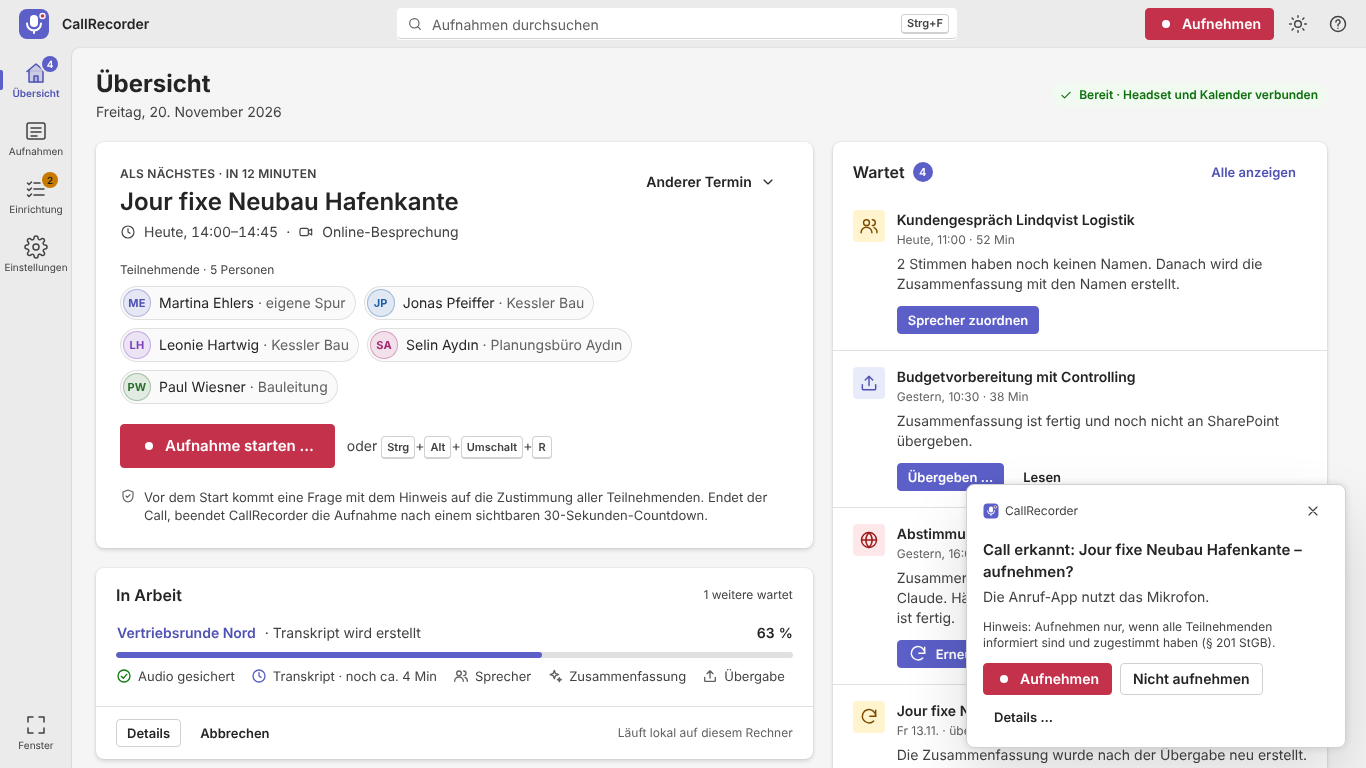 CallRecorder
Aufnahmen durchsuchen
Strg+F
Aufnehmen
4
Übersicht
Aufnahmen
2
Einrichtung
Einstellungen
Fenster
Übersicht
Freitag, 20. November 2026
Bereit · Headset und Kalender verbunden
ALS NÄCHSTES · IN 12 MINUTEN
Jour fixe Neubau Hafenkante
Anderer Termin
Heute, 14:00–14:45 · Online-Besprechung
Teilnehmende · 5 Personen
ME Martina Ehlers · eigene Spur
JP Jonas Pfeiffer · Kessler Bau
LH Leonie Hartwig · Kessler Bau
SA Selin Aydın · Planungsbüro Aydın
PW Paul Wiesner · Bauleitung
Aufnahme starten ...
oder Strg + Alt + Umschalt + R
Vor dem Start kommt eine Frage mit dem Hinweis auf die Zustimmung aller Teilnehmenden. Endet der
Call, beendet CallRecorder die Aufnahme nach einem sichtbaren 30-Sekunden-Countdown.
In Arbeit
1 weitere wartet
Vertriebsrunde Nord · Transkript wird erstellt
63 %
Audio gesichert
Transkript · noch ca. 4 Min
Sprecher
Zusammenfassung
Übergabe
Details
Abbrechen
Läuft lokal auf diesem Rechner
Wartet 4
Alle anzeigen
Kundengespräch Lindqvist Logistik
Heute, 11:00 · 52 Min
2 Stimmen haben noch keinen Namen. Danach wird die
Zusammenfassung mit den Namen erstellt.
Sprecher zuordnen
Budgetvorbereitung mit Controlling
Gestern, 10:30 · 38 Min
Zusammenfassung ist fertig und noch nicht an SharePoint
übergeben.
Übergeben ...
Lesen
Gestern, 16:
Claude.
ist fertig.
Jour fixe
Fr 13.11. ·
Die Zusammenfassung wurde nach der Übergabe neu erstellt.
CallRecorder
Call erkannt: Jour fixe Neubau Hafenkante –
aufnehmen?
Die Anruf-App nutzt das Mikrofon.
Hinweis: Aufnehmen nur, wenn alle Teilnehmenden
informiert sind und zugestimmt haben (§ 201 StGB).
Aufnehmen
Nicht aufnehmen
Details ...